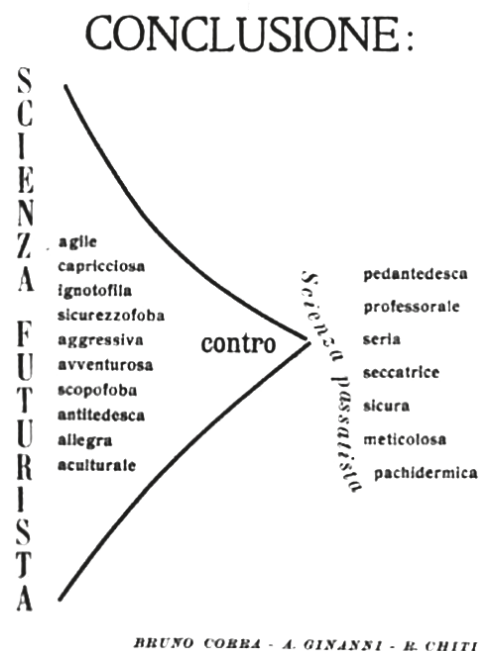 CONCLUSIONE:
SCIENZA FUTURISTA
agile
capricciosa
ignotofila
sicurezzofoba
aggressiva
avventurosa
scopofoba
antitedesca
allegra
aculturale
contro
Scienza passatista
pedantedesca
professorale
seria
seccatrice
sicura
meticolosa
pachidermica
BRUNO CORRA - A. GINANNI - R. CHITI